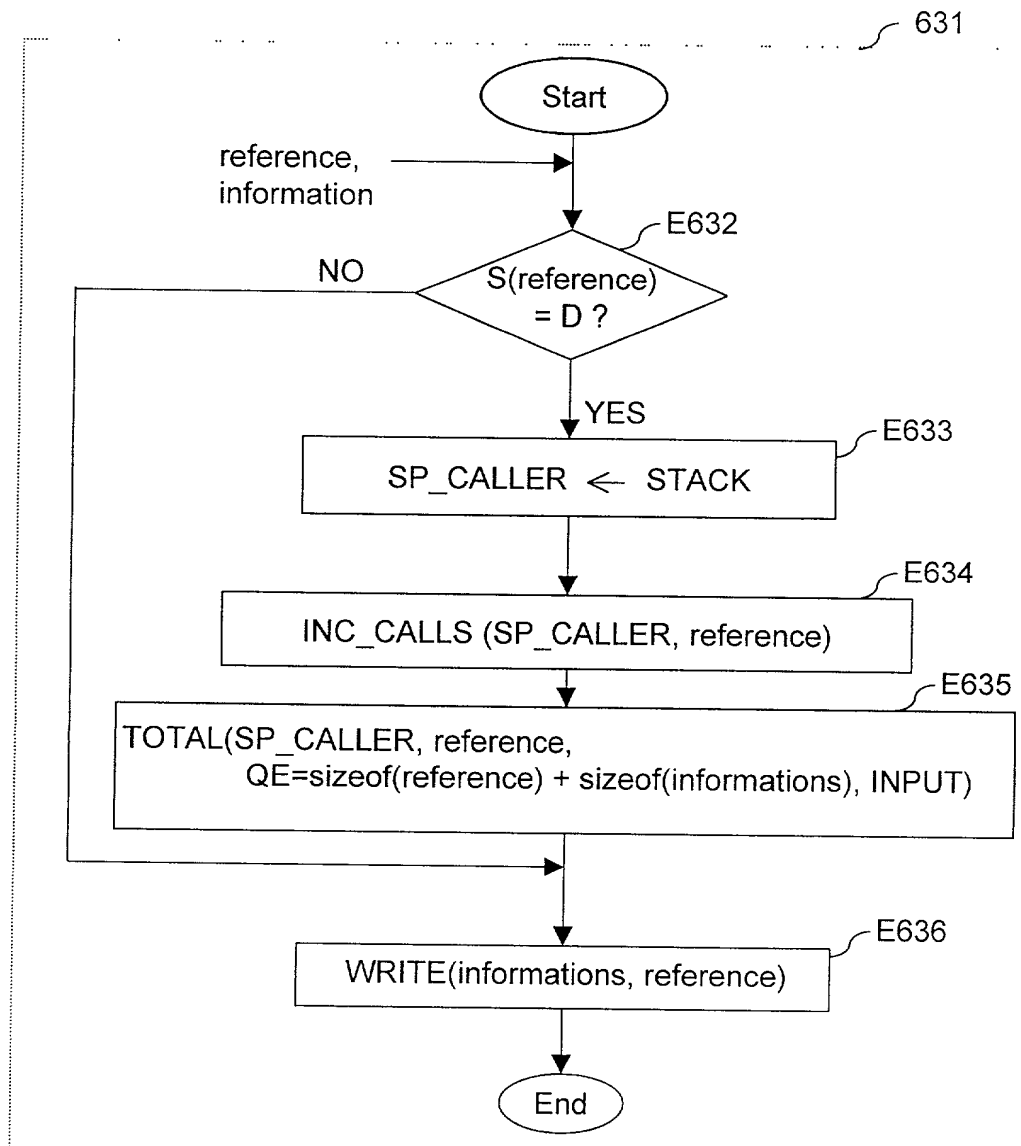 631
Start
reference,
information
E632
NO
S(reference)
= D ?
YES
E633
SP_CALLER ← STACK
E634
INC_CALLS (SP_CALLER, reference)
E635
TOTAL(SP_CALLER, reference,
QE=sizeof(reference) + sizeof(informations), INPUT)
E636
WRITE(informations, reference)
End